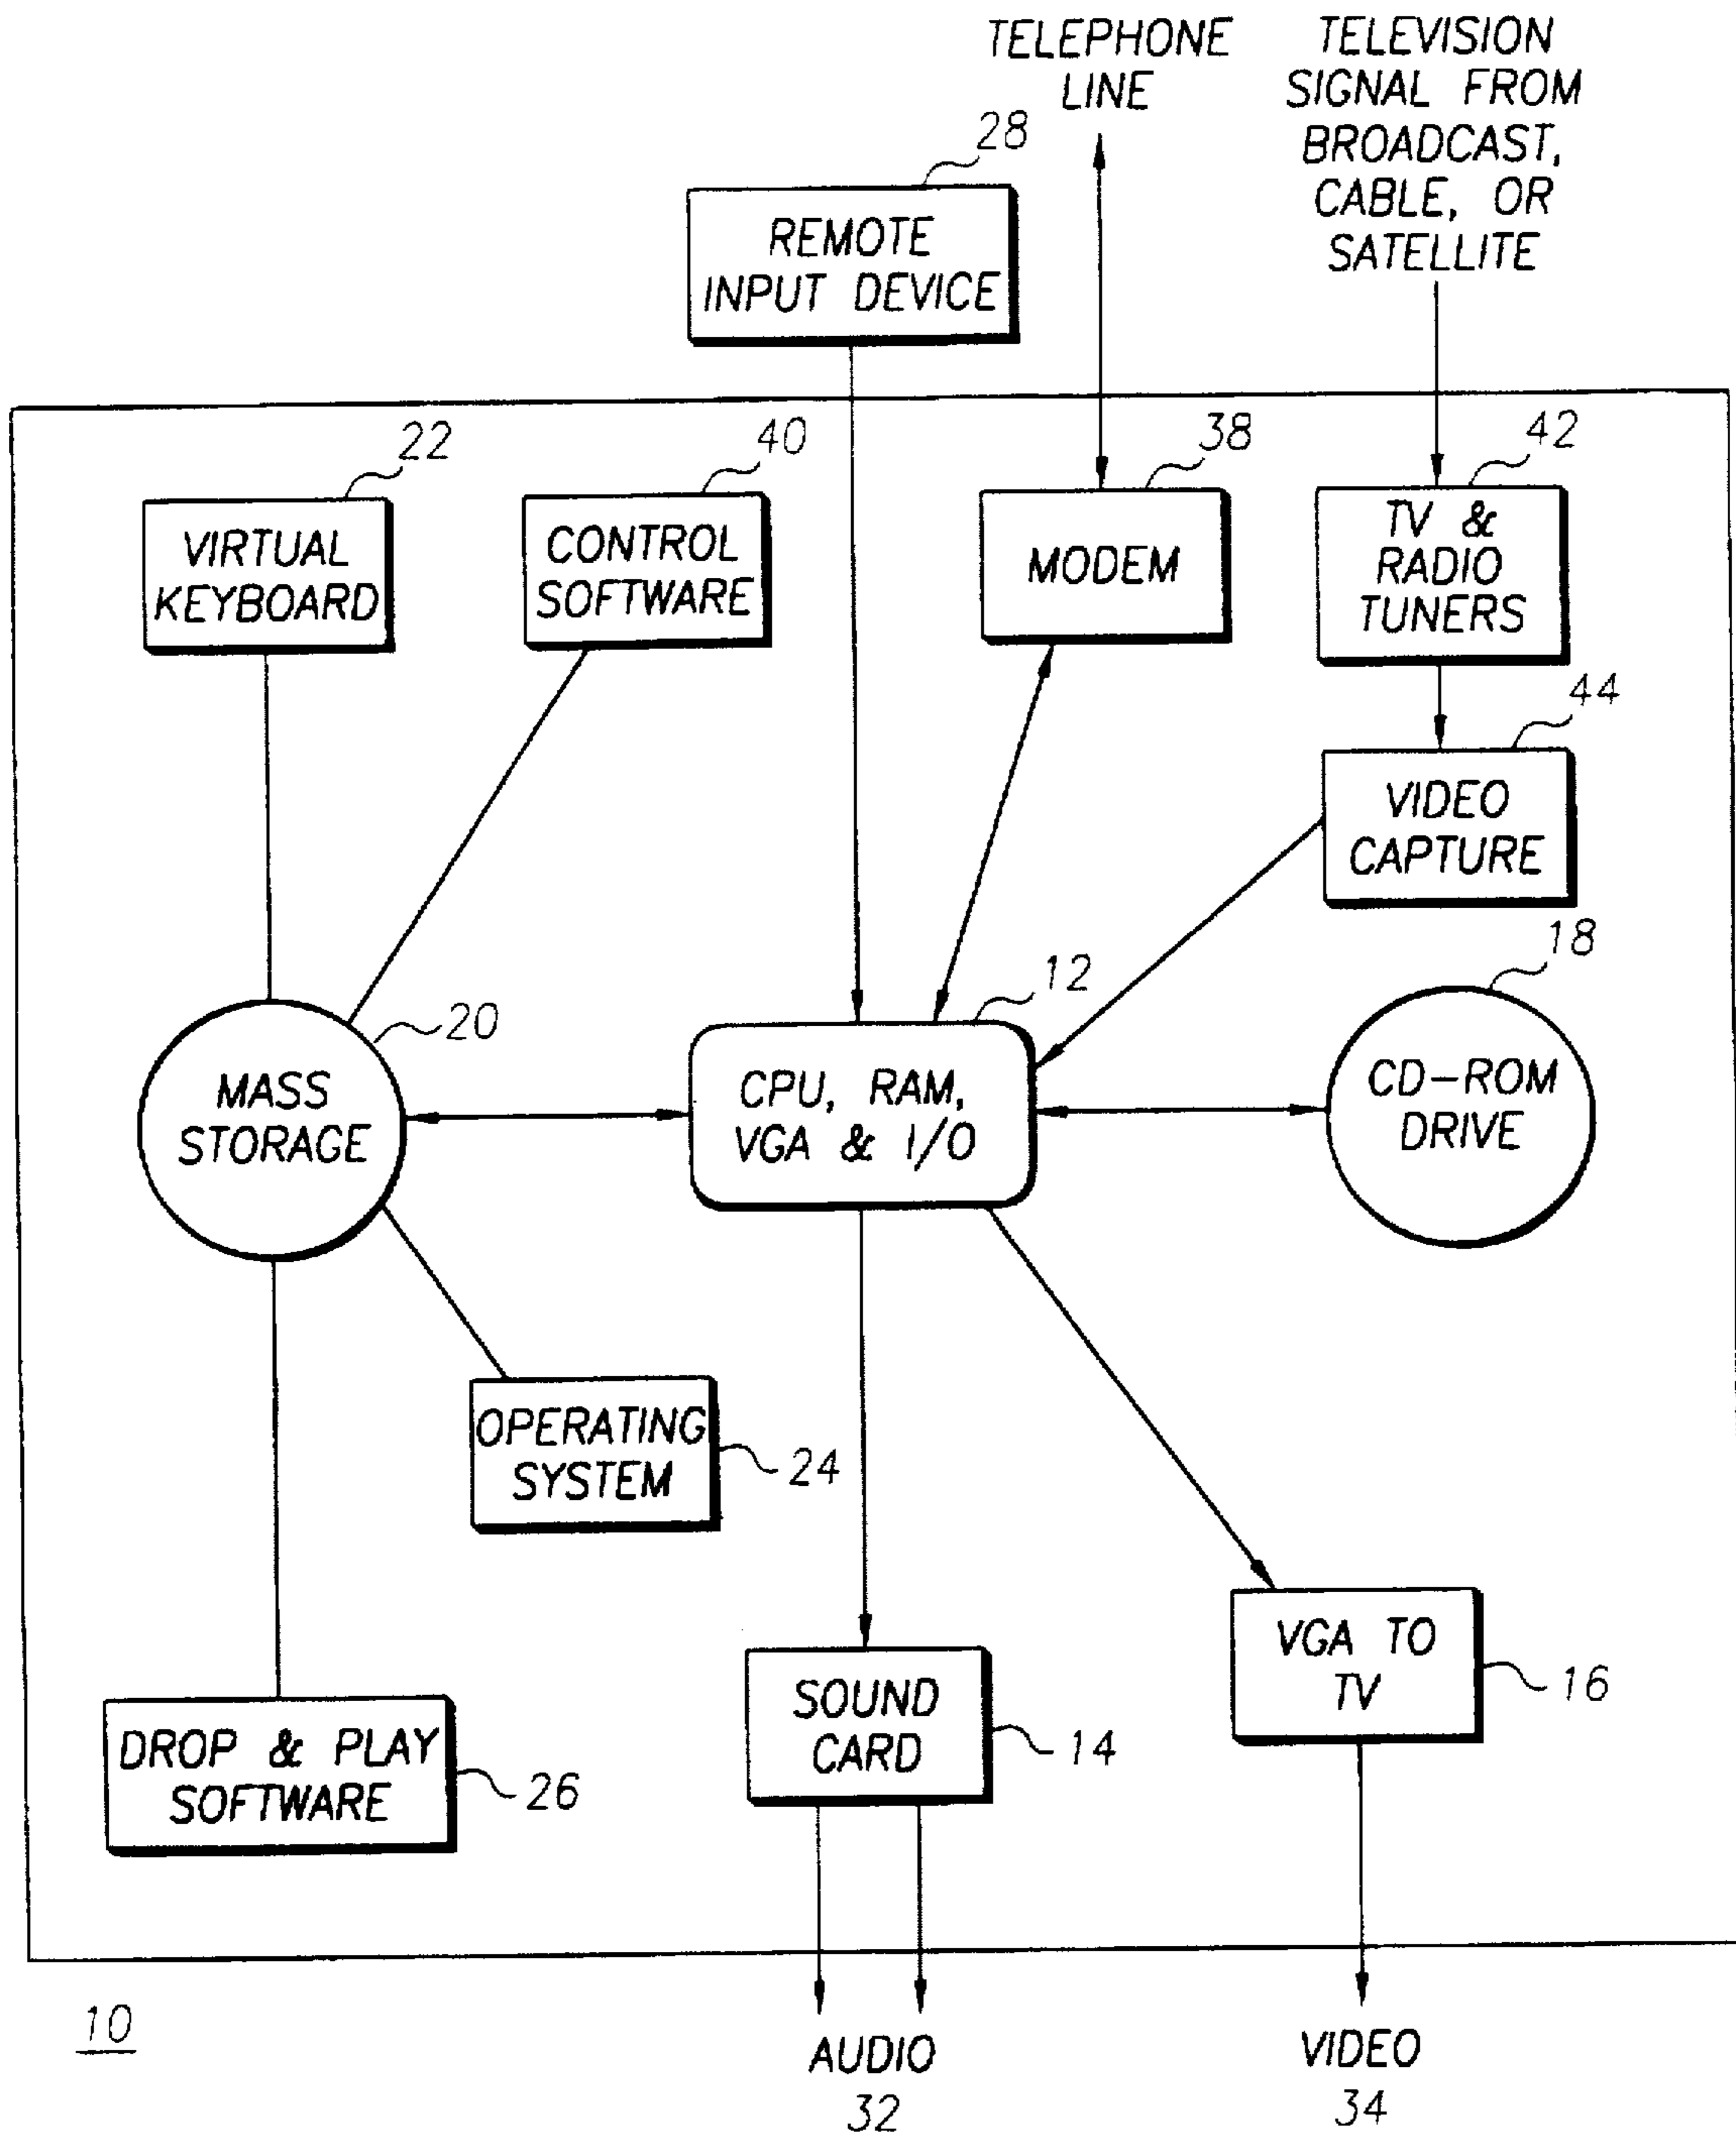 TELEPHONE
LINE
TELEVISION
SIGNAL FROM
BROADCAST,
CABLE, OR
SATELLITE
28
REMOTE
INPUT DEVICE
22
VIRTUAL
KEYBOARD
40
CONTROL
SOFTWARE
38
MODEM
42
TV &
RADIO
TUNERS
44
VIDEO
CAPTURE
20
MASS
STORAGE
12
CPU, RAM,
VGA & I/O
18
CD-ROM
DRIVE
OPERATING
SYSTEM
24
DROP & PLAY
SOFTWARE
26
SOUND
CARD
14
VGA TO
TV
16
10
AUDIO
32
VIDEO
34